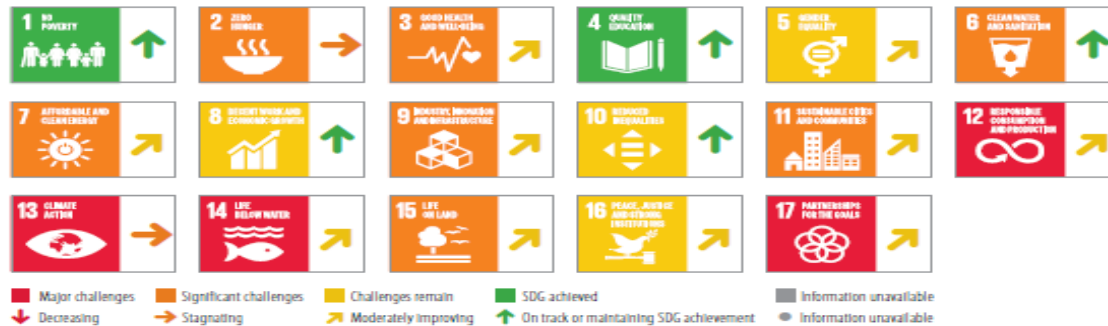 1 NO
POVERTY
2 ZERO
HUNGER
3 GOOD HEALTH
AND WELL-BEING
4 QUALITY
EDUCATION
5 GENDER
EQUALITY
6 CLEAN WATER
AND SANITATION
7 AFFORDABLE AND
CLEAN ENERGY
8 DECENT WORK AND
ECONOMIC GROWTH
9 INDUSTRY, INNOVATION
AND INFRASTRUCTURE
10 REDUCED
INEQUALITIES
11 SUSTAINABLE CITIES
AND COMMUNITIES
12 RESPONSIBLE
CONSUMPTION
AND PRODUCTION
13 CLIMATE
ACTION
14 LIFE
BELOW WATER
15 LIFE
ON LAND
16 PEACE, JUSTICE
AND STRONG
INSTITUTIONS
17 PARTNERSHIPS
FOR THE GOALS
Major challenges Significant challenges Challenges remain SDG achieved Information unavailable
Decreasing Stagnating Moderately improving On track or maintaining SDG achievement Information unavailable